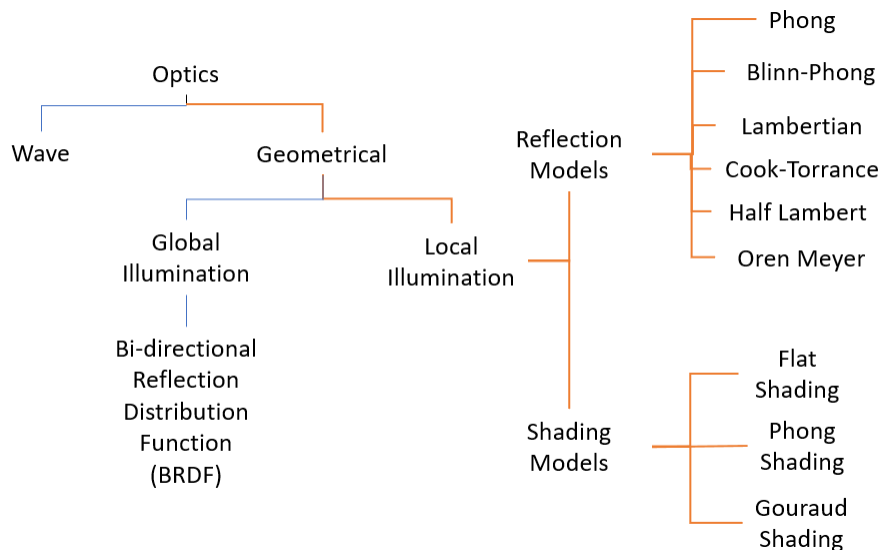 Optics
Wave
Geometrical
Global
Illumination
Local
Illumination
Bi-directional
Reflection
Distribution
Function
(BRDF)
Reflection
Models
Phong
Blinn-Phong
Lambertian
Cook-Torrance
Half Lambert
Oren Meyer
Shading
Models
Flat
Shading
Phong
Shading
Gouraud
Shading